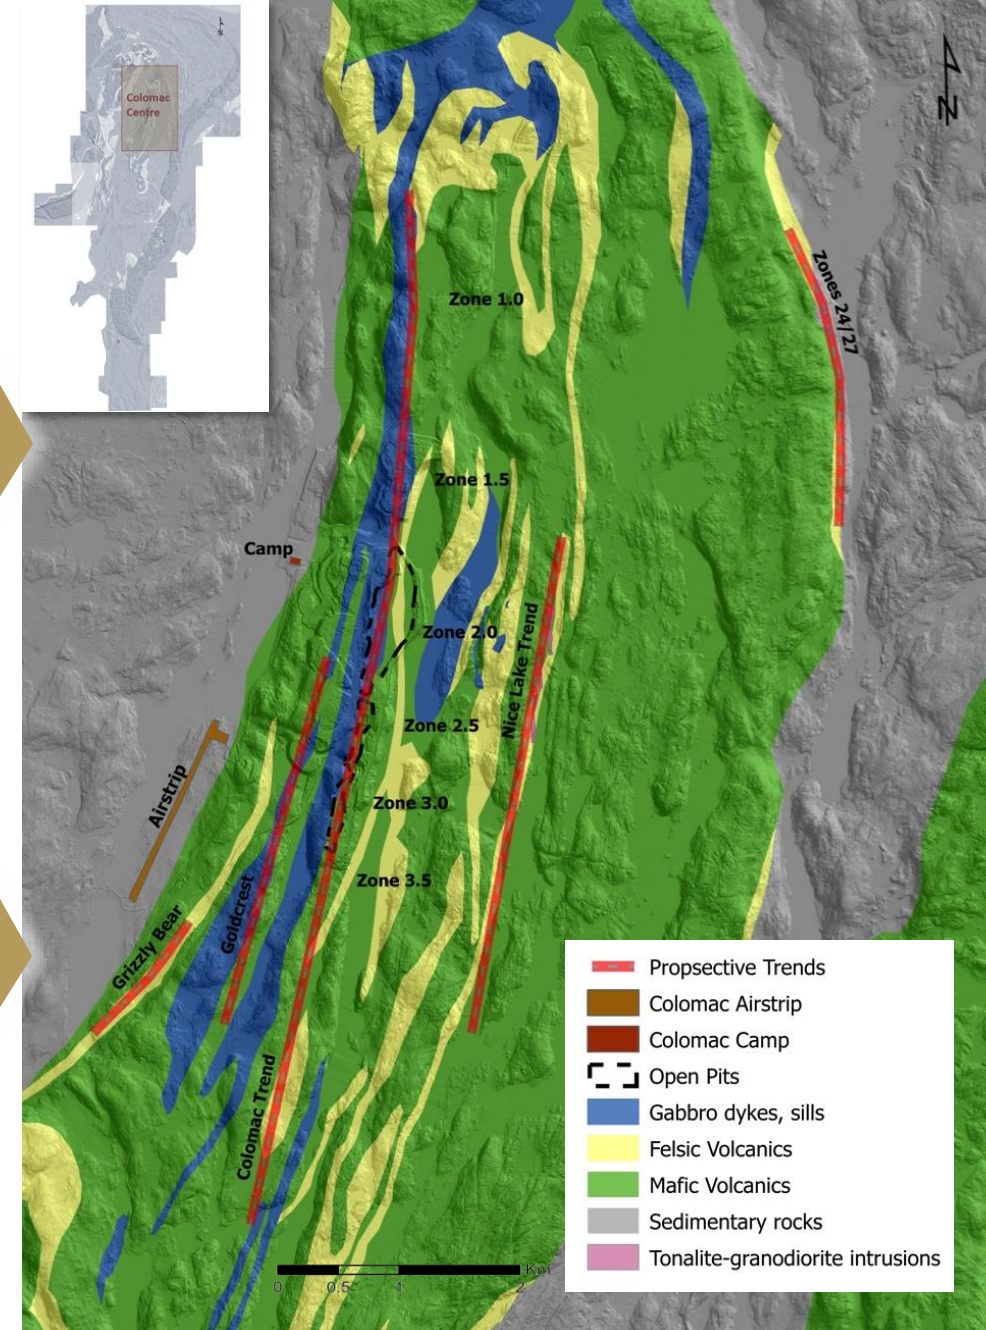 Colomac
Centre
N
Zone 1.0
Zones 24/27
Zone 1.5
Camp
Zone 2.0
Nice Lake Trend
Zone 2.5
Airstrip
Zone 3.0
Zone 3.5
Goldcrest
Grizzly Bear
Colomac Trend
Propsective Trends
Colomac Airstrip
Colomac Camp
Open Pits
Gabbro dykes, sills
Felsic Volcanics
Mafic Volcanics
Sedimentary rocks
Tonalite-granodiorite intrusions
Km
0 0.5 1 2